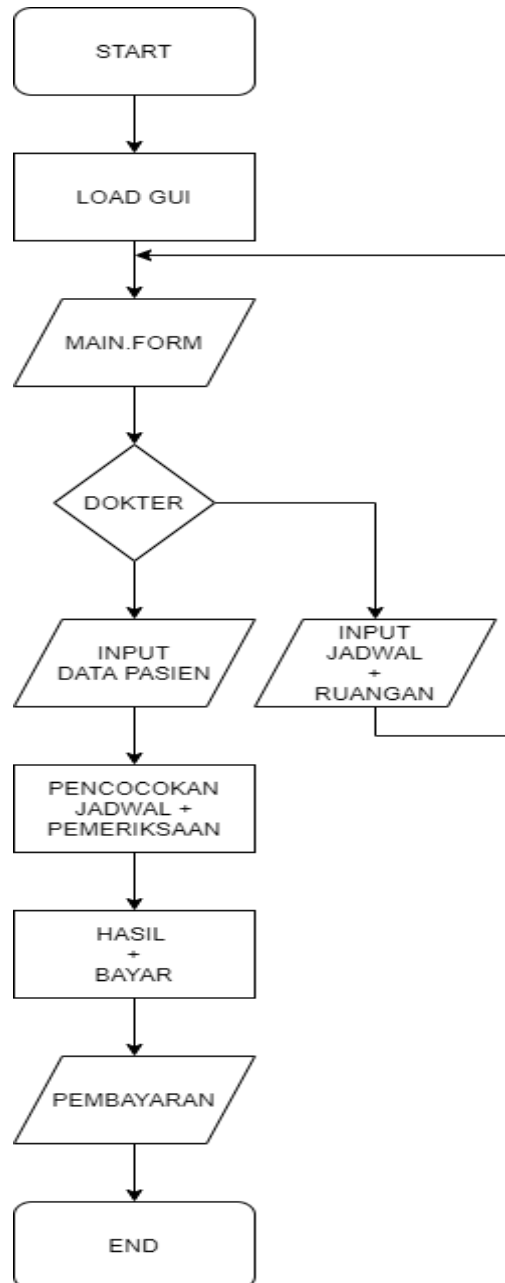 START
LOAD GUI
MAIN.FORM
DOKTER
INPUT
DATA PASIEN
INPUT
JADWAL
+
RUANGAN
PENCOCOKAN
JADWAL +
PEMERIKSAAN
HASIL
+
BAYAR
PEMBAYARAN
END